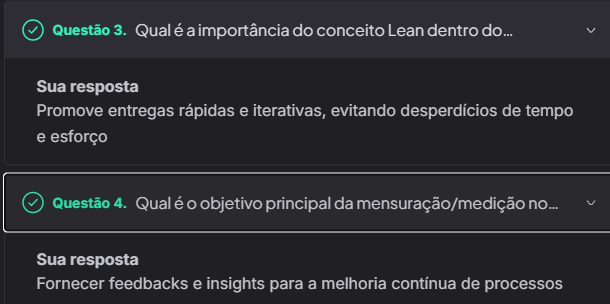 Questão 3. Qual é a importância do conceito Lean dentro do...
Sua resposta
Promove entregas rápidas e iterativas, evitando desperdícios de tempo
e esforço
Questão 4. Qual é o objetivo principal da mensuração/medição no...
Sua resposta
Fornecer feedbacks e insights para a melhoria contínua de processos